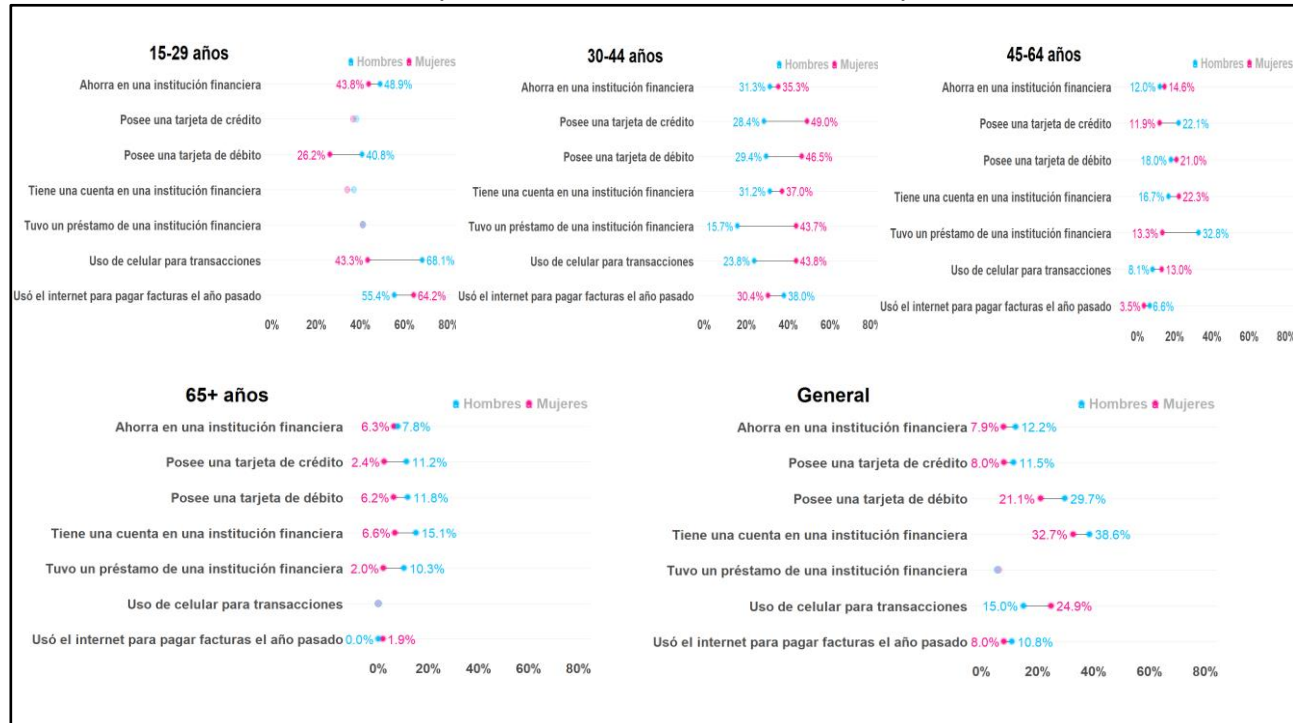 15-29 años
Hombres Mujeres
Ahorra en una institución financiera 43.8% 48.9%
Posee una tarjeta de crédito
Posee una tarjeta de débito 26.2% 40.8%
Tiene una cuenta en una institución financiera
Tuvo un préstamo de una institución financiera
Uso de celular para transacciones 43.3% 68.1%
Usó el internet para pagar facturas el año pasado 55.4% 64.2%
0% 20% 40% 60% 80%
30-44 años
Hombres Mujeres
Ahorra en una institución financiera 31.3% 35.3%
Posee una tarjeta de crédito 28.4% 49.0%
Posee una tarjeta de débito 29.4% 46.5%
Tiene una cuenta en una institución financiera 31.2% 37.0%
Tuvo un préstamo de una institución financiera 15.7% 43.7%
Uso de celular para transacciones 23.8% 43.8%
Usó el internet para pagar facturas el año pasado 30.4% 38.0%
0% 20% 40% 60% 80%
45-64 años
Hombres Mujeres
Ahorra en una institución financiera 12.0% 14.6%
Posee una tarjeta de crédito 11.9% 22.1%
Posee una tarjeta de débito 18.0% 21.0%
Tiene una cuenta en una institución financiera 16.7% 22.3%
Tuvo un préstamo de una institución financiera 13.3% 32.8%
Uso de celular para transacciones 8.1% 13.0%
Usó el internet para pagar facturas el año pasado 3.5% 6.6%
0% 20% 40% 60% 80%
65+ años
Hombres Mujeres
Ahorra en una institución financiera 6.3% 7.8%
Posee una tarjeta de crédito 2.4% 11.2%
Posee una tarjeta de débito 6.2% 11.8%
Tiene una cuenta en una institución financiera 6.6% 15.1%
Tuvo un préstamo de una institución financiera 2.0% 10.3%
Uso de celular para transacciones
Usó el internet para pagar facturas el año pasado 0.0% 1.9%
0% 20% 40% 60% 80%
General
Hombres Mujeres
Ahorra en una institución financiera 7.9% 12.2%
Posee una tarjeta de crédito 8.0% 11.5%
Posee una tarjeta de débito 21.1% 29.7%
Tiene una cuenta en una institución financiera 32.7% 38.6%
Tuvo un préstamo de una institución financiera
Uso de celular para transacciones 15.0% 24.9%
Usó el internet para pagar facturas el año pasado 8.0% 10.8%
0% 20% 40% 60% 80%